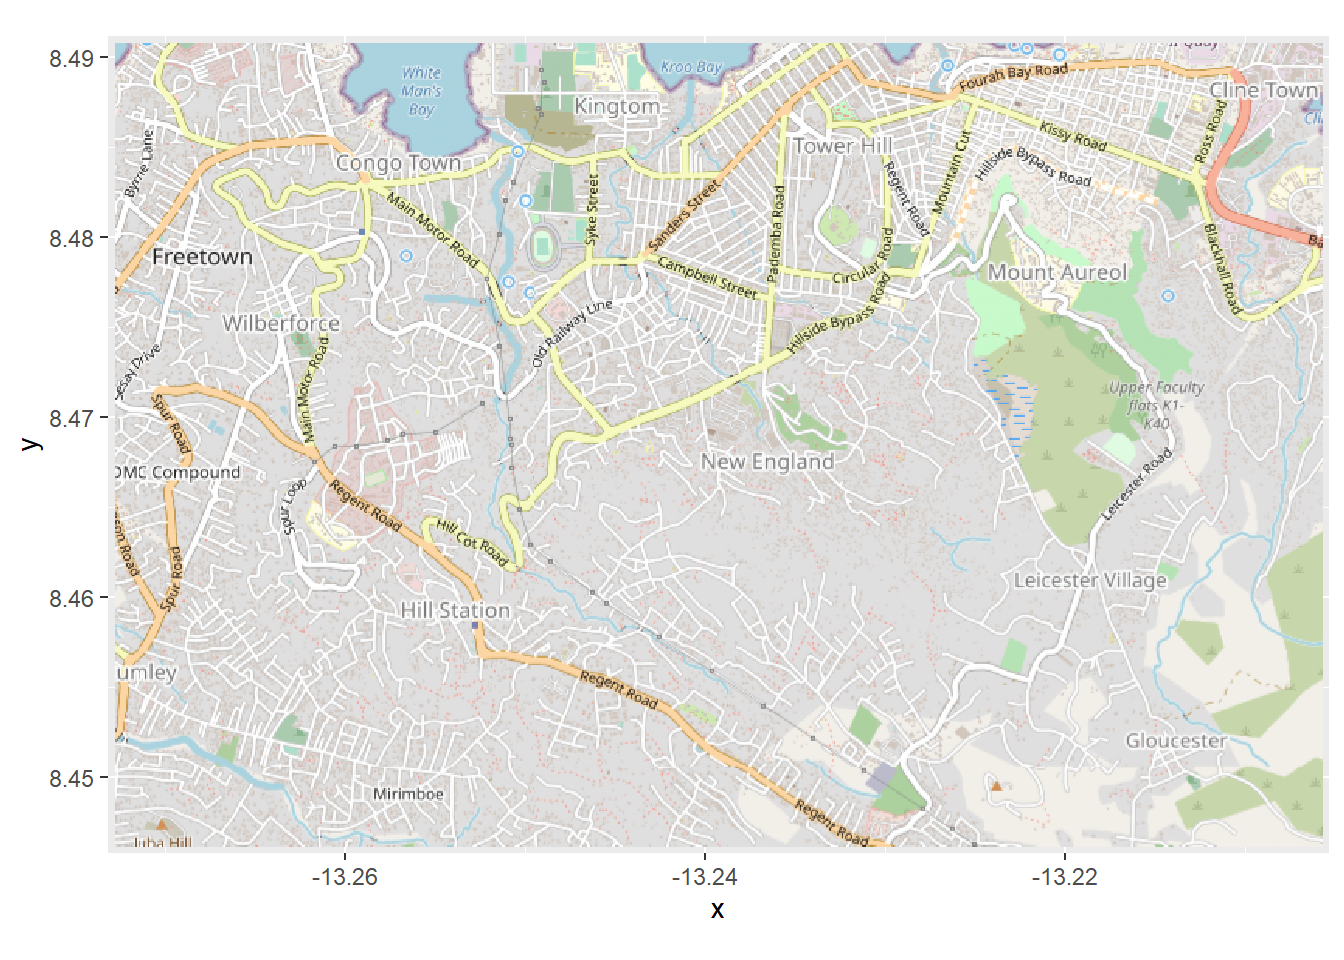 8.49
8.48
8.47
8.46
8.45
y
-13.26
-13.24
-13.22
x
White
Man's
Bay
Kroo Bay
Kingtom
Fourah Bay Road
Cline Town
Quay
Byrne Lane
Congo Town
Tower Hill
Kissy Road
Ross Road
Mountain Cut
Hillside Bypass Road
Regent Road
Main Motor Road
Syke Street
Sanders Street
Pademba Road
Freetown
Campbell Street
Circular Road
Mount Aureol
Blackhall Road
Hillside Bypass Road
Wilberforce
Old Railway Line
Main Motor Road
Upper Faculty
flats K1-
K40
Spur Road
New England
Leicester Road
Spur Loop
Regent Road
Hill Cot Road
Spur Road
Hill Station
Leicester Village
Regent Road
Gloucester
Mirimboe
Regent Road
Juba Hill